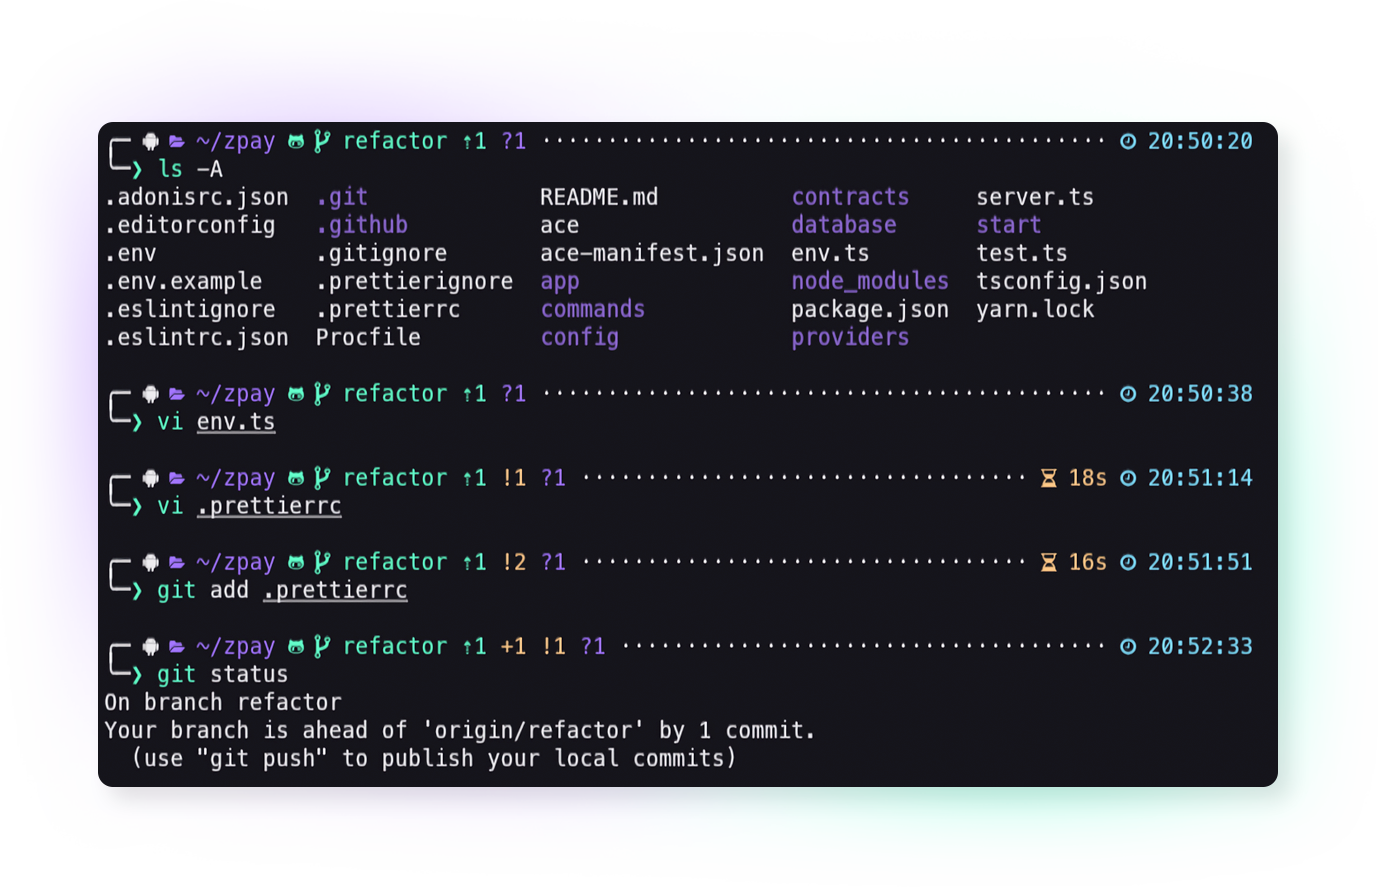 ~/zpay refactor ↑1 ?1 ················································ 20:50:20
❯ ls -A
.adonisrc.json .git README.md contracts server.ts
.editorconfig .github ace database start
.env .gitignore ace-manifest.json env.ts test.ts
.env.example .prettierignore app node_modules tsconfig.json
.eslintignore .prettierrc commands package.json yarn.lock
.eslintrc.json Procfile config providers
~/zpay refactor ↑1 ?1 ················································ 20:50:38
❯ vi env.ts
~/zpay refactor ↑1 !1 ?1 ·································· 18s 20:51:14
❯ vi .prettierrc
~/zpay refactor ↑1 !2 ?1 ·································· 16s 20:51:51
❯ git add .prettierrc
~/zpay refactor ↑1 +1 !1 ?1 ····································· 20:52:33
❯ git status
On branch refactor
Your branch is ahead of 'origin/refactor' by 1 commit.
(use "git push" to publish your local commits)